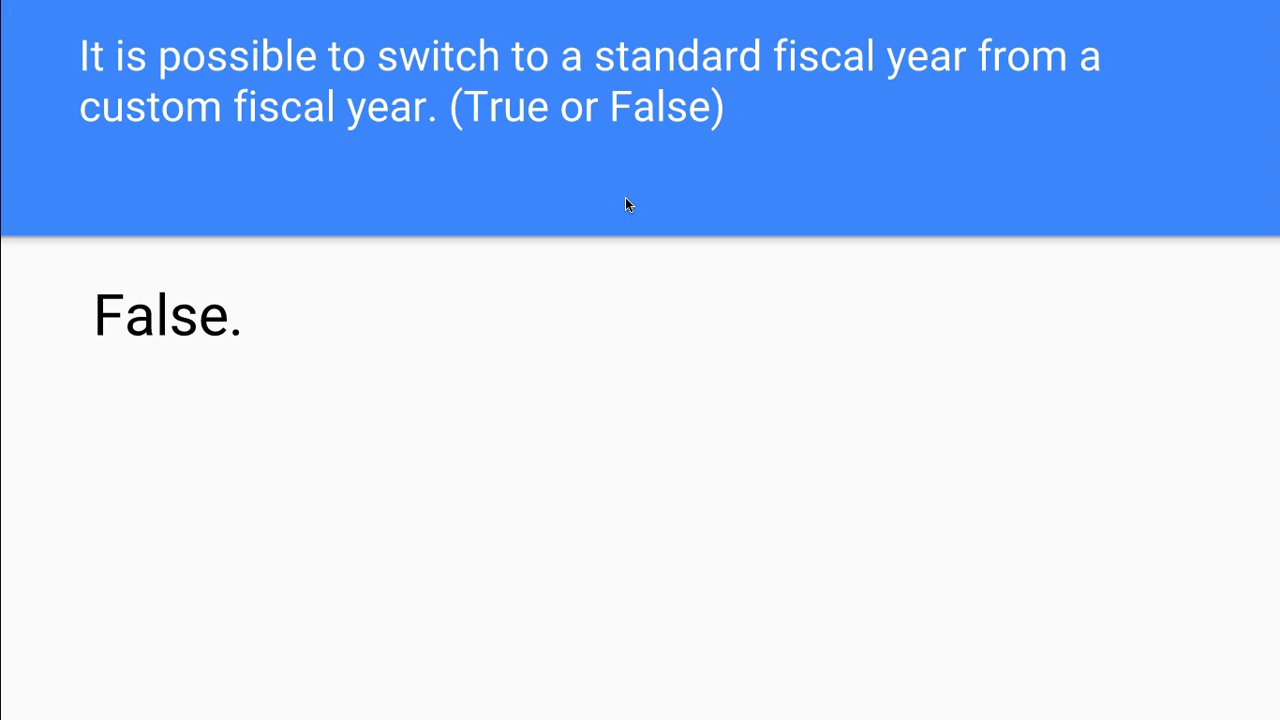 It is possible to switch to a standard fiscal year from a
custom fiscal year. (True or False)
False.